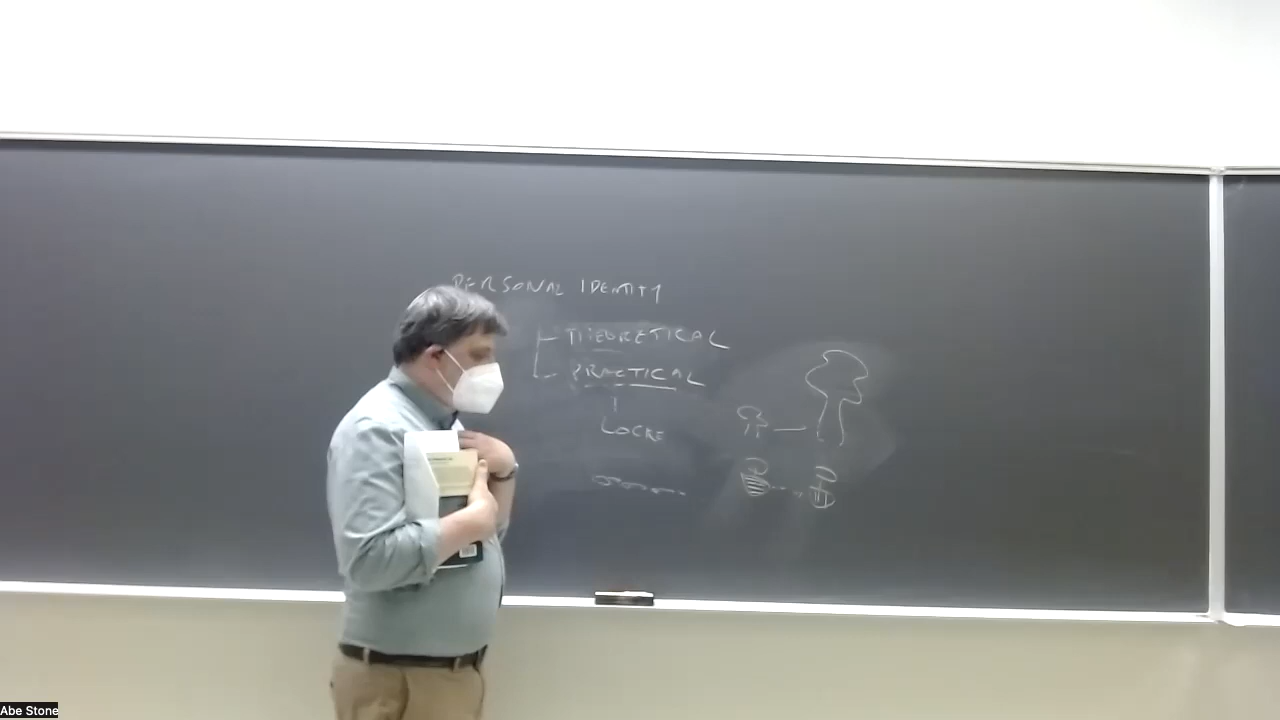 PERSONAL IDENTITY
THEORETICAL
PRACTICAL
LOCKE
Abe Stone